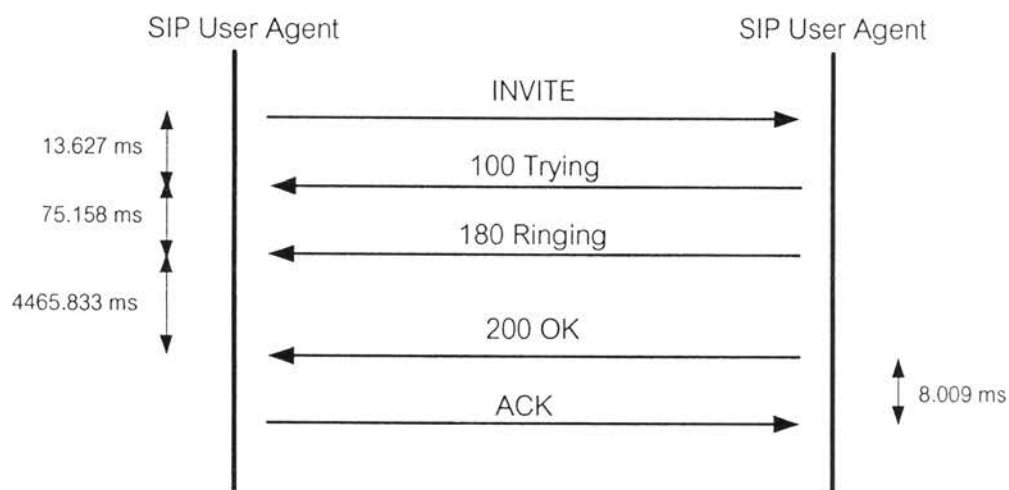 SIP User Agent
SIP User Agent
INVITE
13.627 ms
100 Trying
75.158 ms
180 Ringing
4465.833 ms
200 OK
8.009 ms
ACK